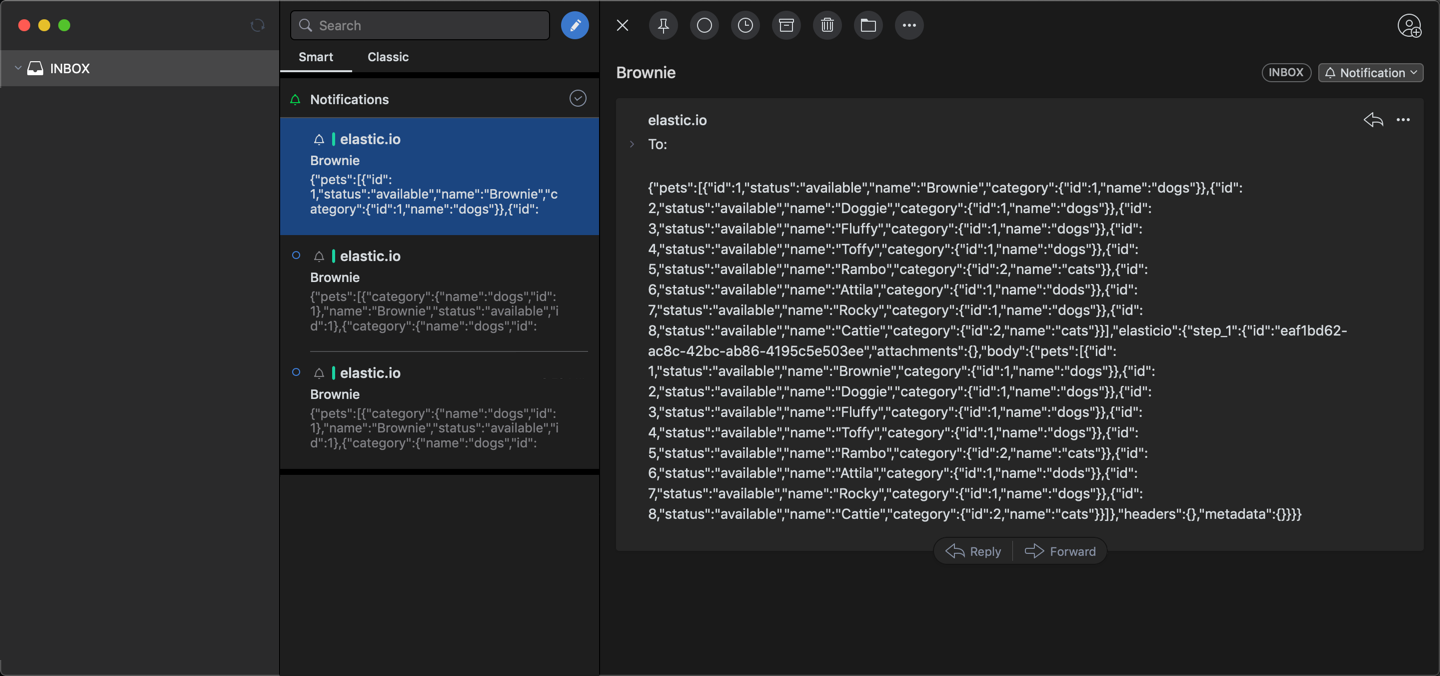 INBOX
Search
Smart Classic
Notifications
elastic.io
Brownie
{"pets":[{"id":
1,"status":"available","name":"Brownie","c
ategory":{"id":1,"name":"dogs"}},{"id":
elastic.io
Brownie
{"pets":[{"category":{"name":"dogs","id":
1},"name":"Brownie","status":"available","i
d":1},{"category":{"name":"dogs","id":
elastic.io
Brownie
{"pets":[{"category":{"name":"dogs","id":
1},"name":"Brownie","status":"available","i
d":1},{"category":{"name":"dogs","id":
Brownie
INBOX Notification
elastic.io
To:
{"pets":[{"id":1,"status":"available","name":"Brownie","category":{"id":1,"name":"dogs"}},{"id":
2,"status":"available","name":"Doggie","category":{"id":1,"name":"dogs"}},{"id":
3,"status":"available","name":"Fluffy","category":{"id":1,"name":"dogs"}},{"id":
4,"status":"available","name":"Toffy","category":{"id":1,"name":"dogs"}},{"id":
5,"status":"available","name":"Rambo","category":{"id":2,"name":"cats"}},{"id":
6,"status":"available","name":"Attila","category":{"id":1,"name":"dods"}},{"id":
7,"status":"available","name":"Rocky","category":{"id":1,"name":"dogs"}},{"id":
8,"status":"available","name":"Cattie","category":{"id":2,"name":"cats"}}],"elasticio":{"step_1":{"id":"eaf1bd62-
ac8c-42bc-ab86-4195c5e503ee","attachments":{},"body":{"pets":[{"id":
1,"status":"available","name":"Brownie","category":{"id":1,"name":"dogs"}},{"id":
2,"status":"available","name":"Doggie","category":{"id":1,"name":"dogs"}},{"id":
3,"status":"available","name":"Fluffy","category":{"id":1,"name":"dogs"}},{"id":
4,"status":"available","name":"Toffy","category":{"id":1,"name":"dogs"}},{"id":
5,"status":"available","name":"Rambo","category":{"id":2,"name":"cats"}},{"id":
6,"status":"available","name":"Attila","category":{"id":1,"name":"dods"}},{"id":
7,"status":"available","name":"Rocky","category":{"id":1,"name":"dogs"}},{"id":
8,"status":"available","name":"Cattie","category":{"id":2,"name":"cats"}}]},"headers":{},"metadata":{}}}}
Reply Forward